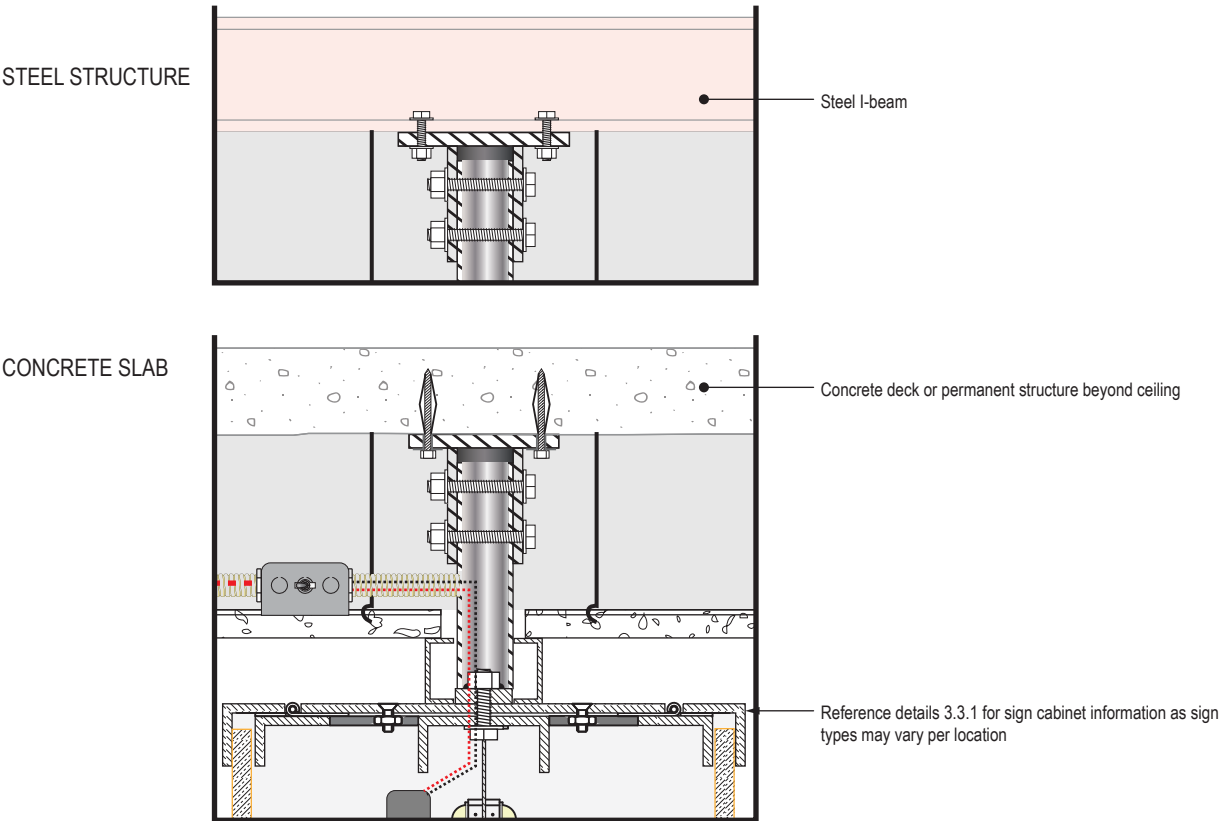 STEEL STRUCTURE
Steel I-beam
CONCRETE SLAB
Concrete deck or permanent structure beyond ceiling
Reference details 3.3.1 for sign cabinet information as sign
types may vary per location